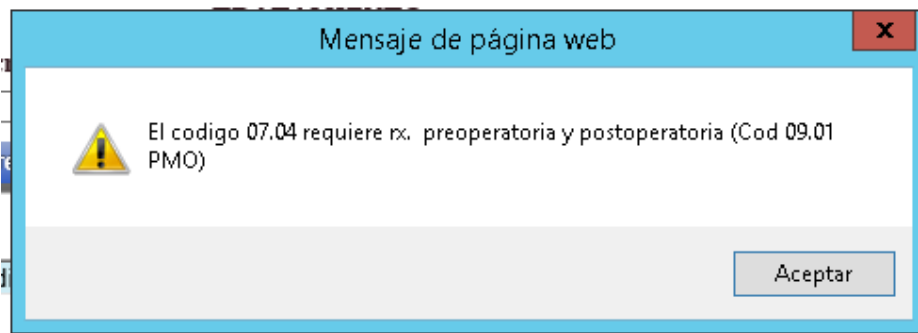 Mensaje de página web
x
El codigo 07.04 requiere rx.  preoperatoria y postoperatoria (Cod 09.01
PMO)
Aceptar